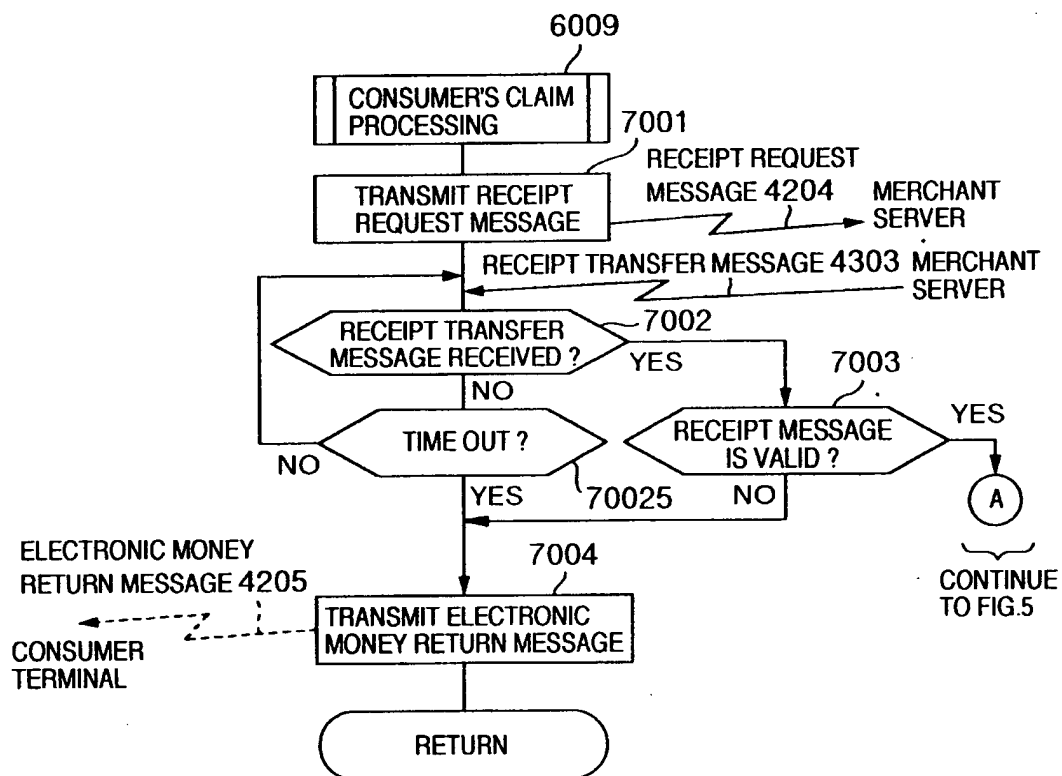 6009
CONSUMER'S CLAIM
PROCESSING
7001
TRANSMIT RECEIPT
REQUEST MESSAGE
RECEIPT REQUEST
MESSAGE 4204
MERCHANT
SERVER
RECEIPT TRANSFER MESSAGE 4303
MERCHANT
SERVER
RECEIPT TRANSFER
MESSAGE RECEIVED ?
7002
YES
NO
7003
RECEIPT MESSAGE
IS VALID ?
YES
NO
TIME OUT ?
NO
YES
70025
A
CONTINUE
TO FIG.5
ELECTRONIC MONEY
RETURN MESSAGE 4205
CONSUMER
TERMINAL
7004
TRANSMIT ELECTRONIC
MONEY RETURN MESSAGE
RETURN